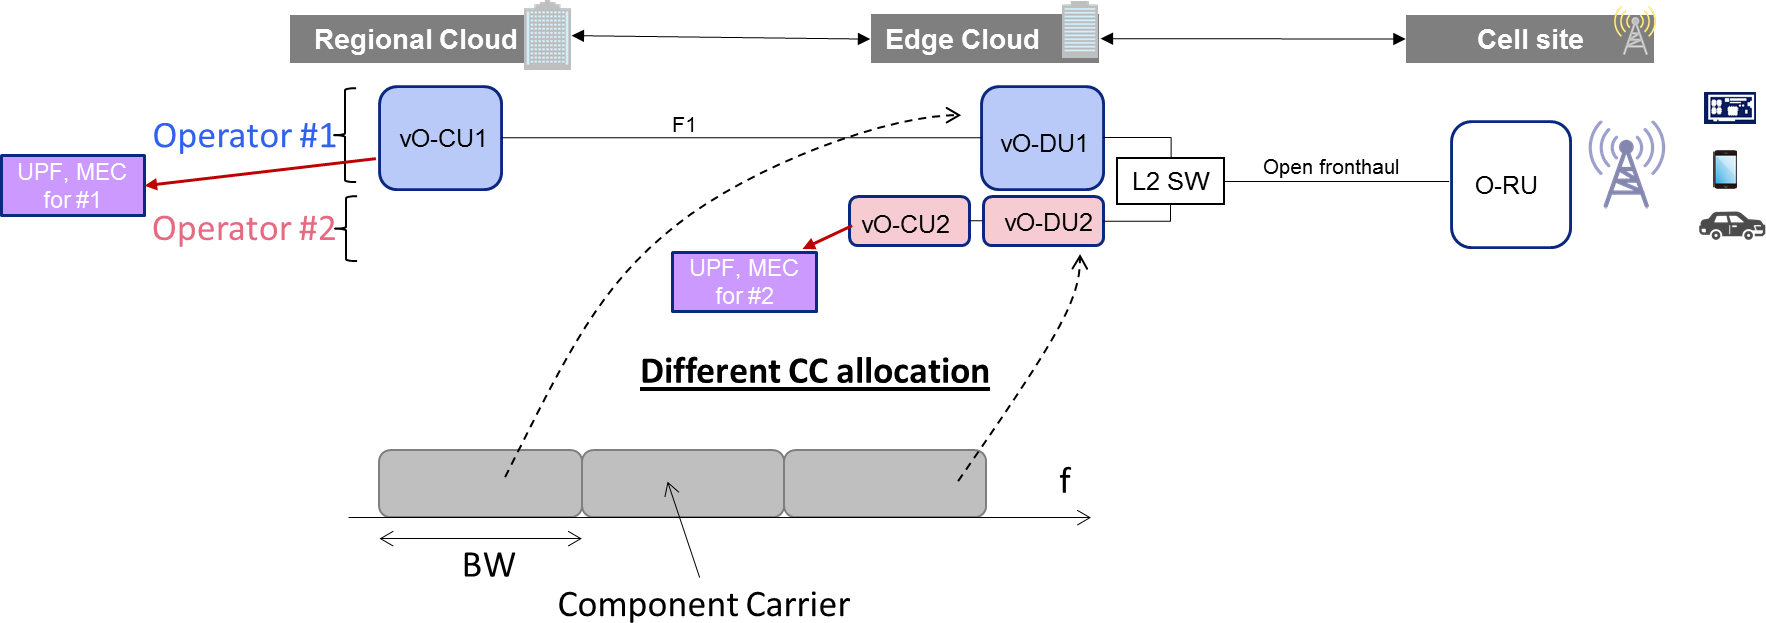 Regional Cloud
Edge Cloud
Cell site
Operator #1
vO-CU1
F1
vO-DU1
UPF, MEC
for #1
L2 SW
Open fronthaul
O-RU
Operator #2
vO-CU2
vO-DU2
UPF, MEC
for #2
Different CC allocation
f
BW
Component Carrier